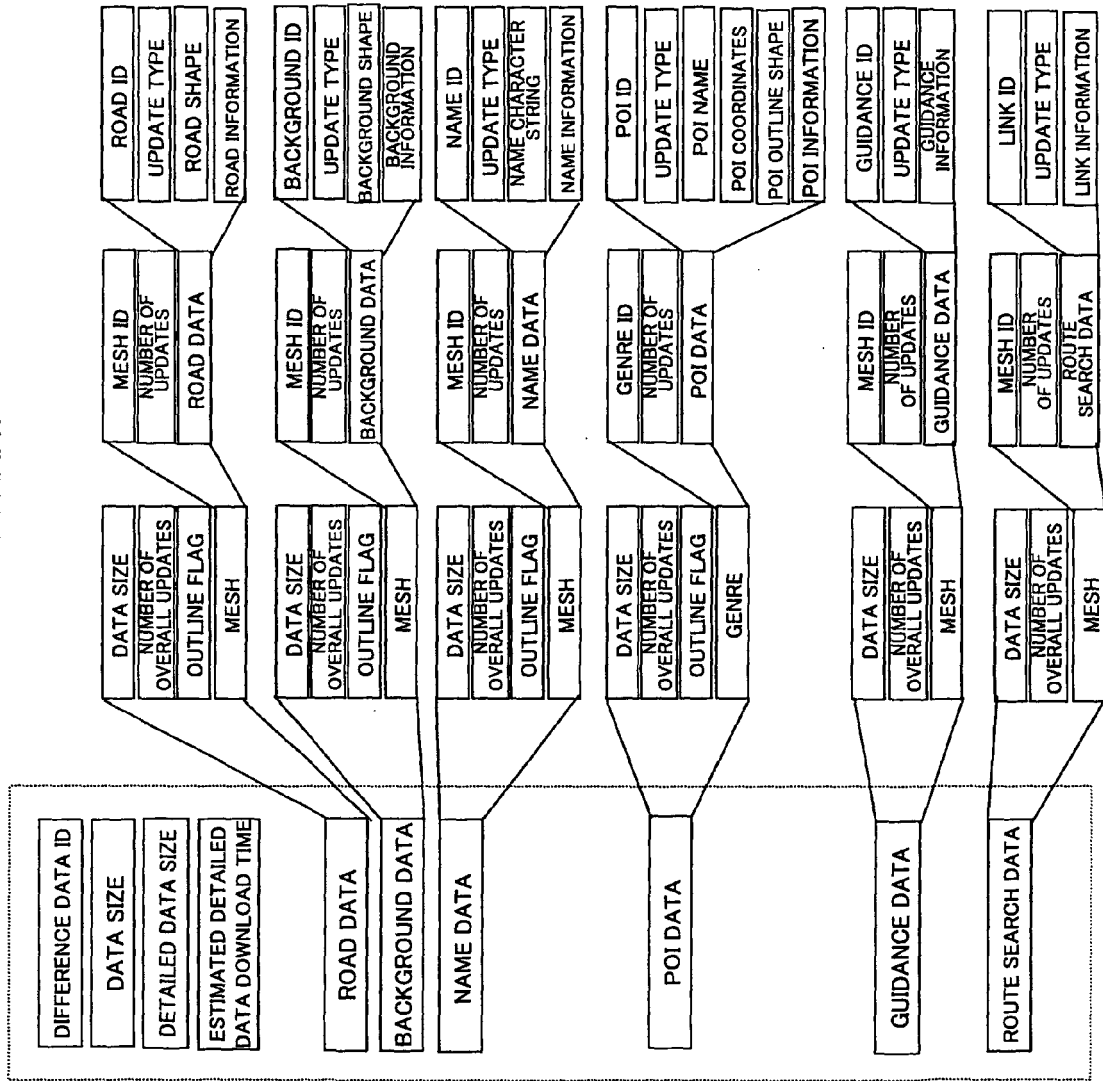 DIFFERENCE DATA ID
DATA SIZE
DETAILED DATA SIZE
ESTIMATED DETAILED
DATA DOWNLOAD TIME
ROAD DATA
BACKGROUND DATA
NAME DATA
POI DATA
GUIDANCE DATA
ROUTE SEARCH DATA
DATA SIZE
NUMBER OF
OVERALL UPDATES
OUTLINE FLAG
MESH
DATA SIZE
NUMBER OF
OVERALL UPDATES
OUTLINE FLAG
MESH
DATA SIZE
NUMBER OF
OVERALL UPDATES
OUTLINE FLAG
MESH
DATA SIZE
NUMBER OF
OVERALL UPDATES
OUTLINE FLAG
GENRE
DATA SIZE
NUMBER OF
OVERALL UPDATES
MESH
DATA SIZE
NUMBER OF
OVERALL UPDATES
MESH
MESH ID
NUMBER OF
UPDATES
ROAD DATA
MESH ID
NUMBER OF
UPDATES
BACKGROUND DATA
MESH ID
NUMBER OF
UPDATES
NAME DATA
GENRE ID
NUMBER OF
UPDATES
POI DATA
MESH ID
NUMBER
OF UPDATES
GUIDANCE DATA
MESH ID
NUMBER
OF UPDATES
ROUTE
SEARCH DATA
ROAD ID
UPDATE TYPE
ROAD SHAPE
ROAD INFORMATION
BACKGROUND ID
UPDATE TYPE
BACKGROUND SHAPE
BACKGROUND
INFORMATION
NAME ID
UPDATE TYPE
NAME CHARACTER
STRING
NAME INFORMATION
POI ID
UPDATE TYPE
POI NAME
POI COORDINATES
POI OUTLINE SHAPE
POI INFORMATION
GUIDANCE ID
UPDATE TYPE
GUIDANCE
INFORMATION
LINK ID
UPDATE TYPE
LINK INFORMATION